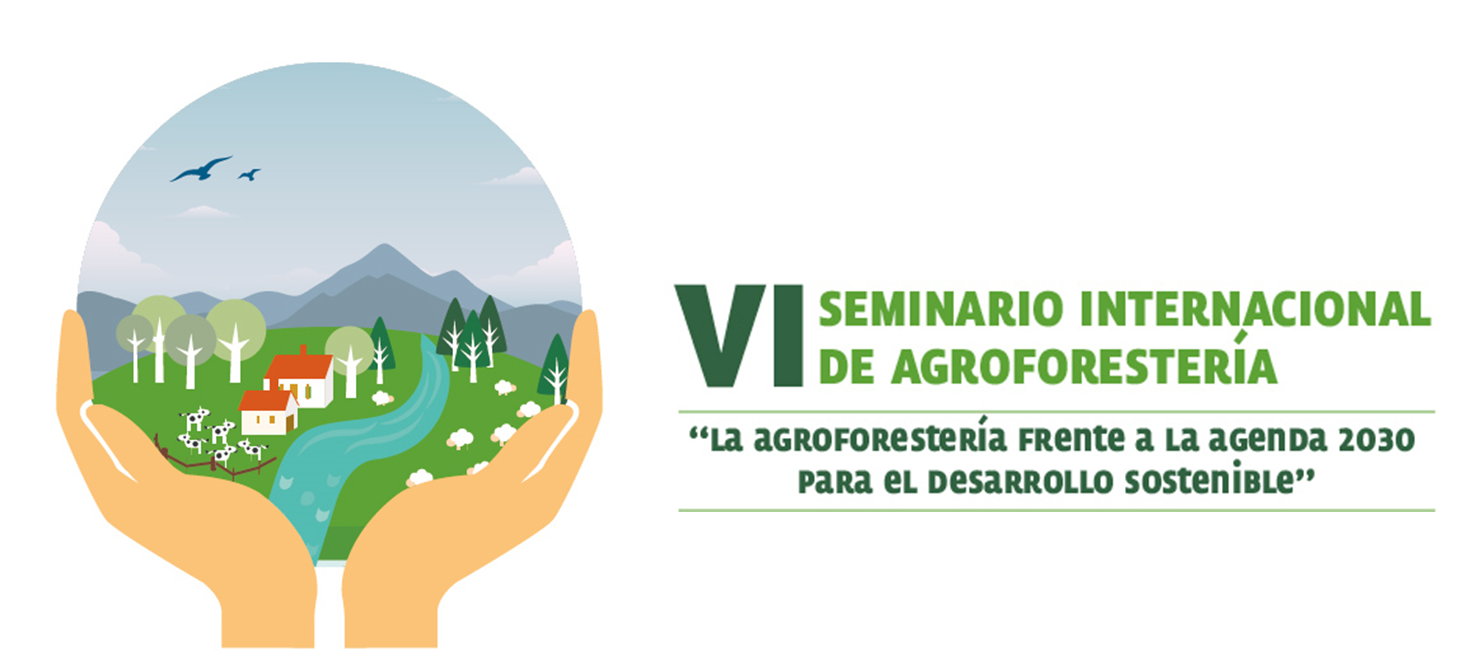 VI SEMINARIO INTERNACIONAL
DE AGROFORESTERÍA
“La agroforestería frente a la agenda 2030
para el desarrollo sostenible”